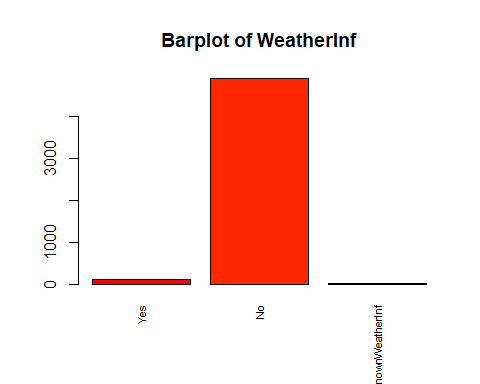 Barplot of WeatherInf
3000
1000
0
Yes
No
nownWeatherInf